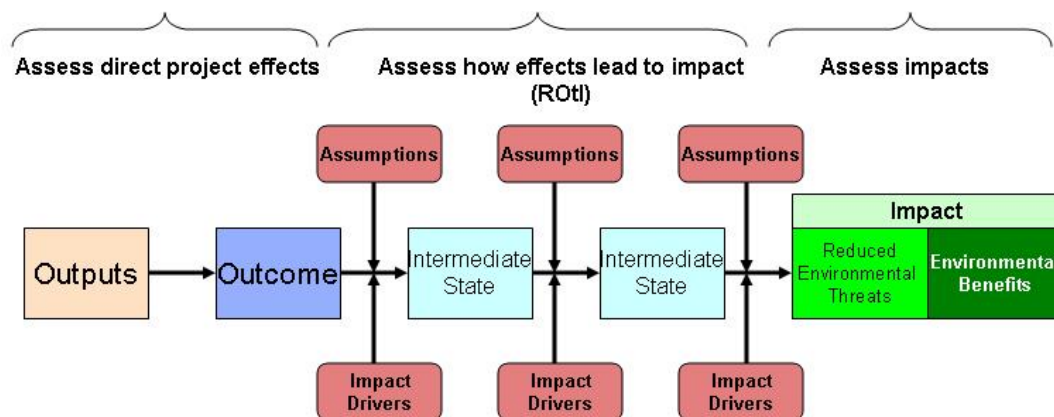 Assess direct project effects
Assess how effects lead to impact
(ROtI)
Assess impacts
Assumptions
Assumptions
Assumptions
Outputs
Outcome
Intermediate
State
Intermediate
State
Impact
Reduced
Environmental
Threats
Environmenta
Benefits
Impact
Drivers
Impact
Drivers
Impact
Drivers